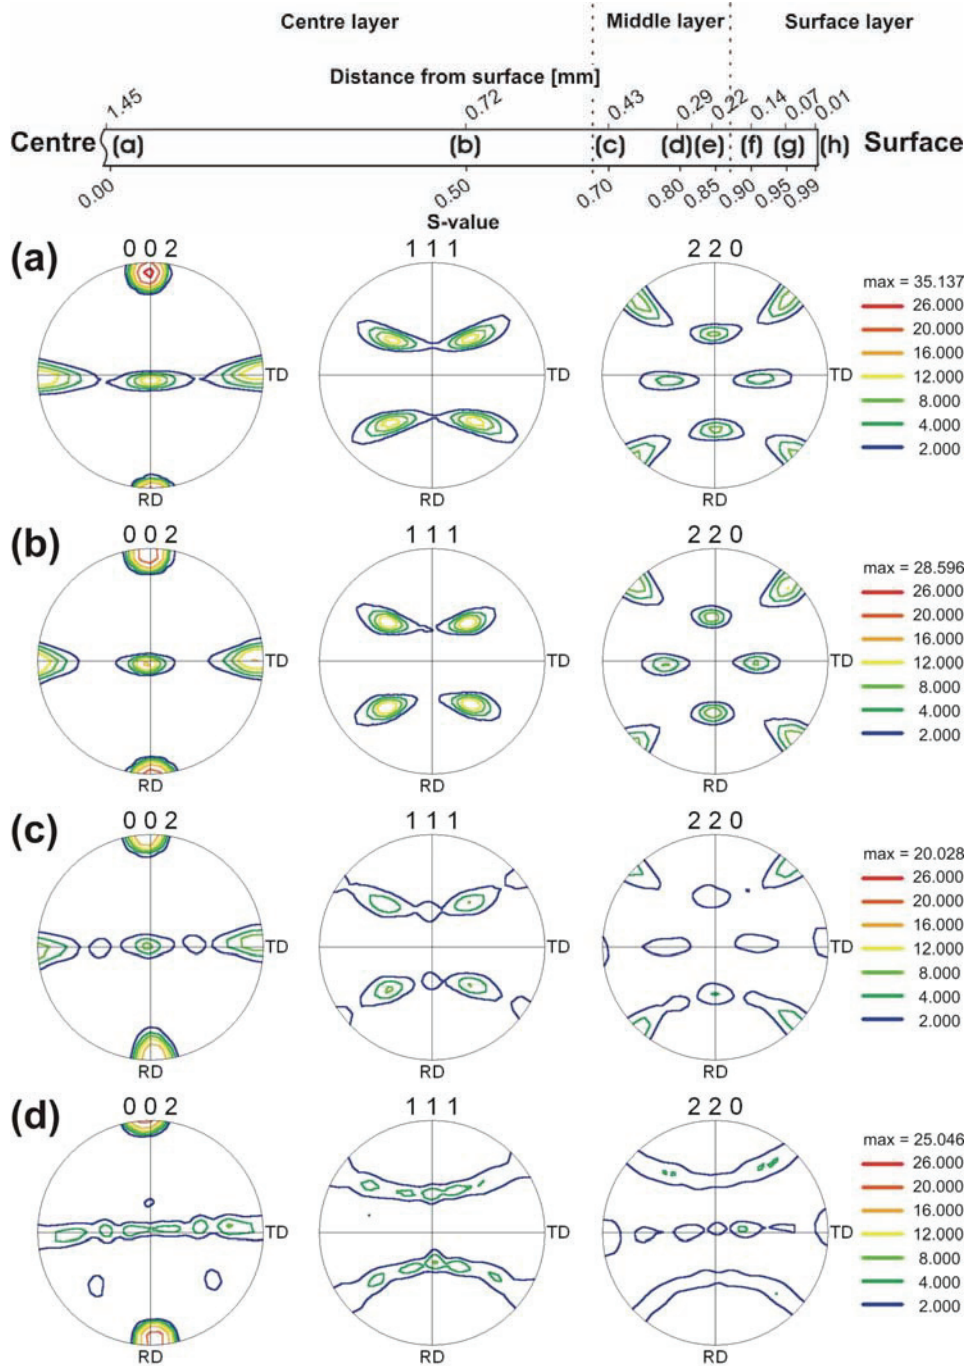 Centre layer Middle layer Surface layer
Distance from surface [mm]
1.45 0.72 0.43 0.29 0.22 0.14 0.07 0.01
Centre (a) (b) (c) (d) (e) (f) (g) (h) Surface
0.00 0.50 0.70 0.80 0.85 0.90 0.95 0.99
S-value
(a) 0 0 2 1 1 1 2 2 0
max = 35.137
26.000
20.000
16.000
TD TD TD 12.000
8.000
4.000
2.000
RD RD RD
(b) 0 0 2 1 1 1 2 2 0
max = 28.596
26.000
20.000
16.000
TD TD TD 12.000
8.000
4.000
2.000
RD RD RD
(c) 0 0 2 1 1 1 2 2 0
max = 20.028
26.000
20.000
16.000
TD TD TD 12.000
8.000
4.000
2.000
RD RD RD
(d) 0 0 2 1 1 1 2 2 0
max = 25.046
26.000
20.000
16.000
TD TD TD 12.000
8.000
4.000
2.000
RD RD RD